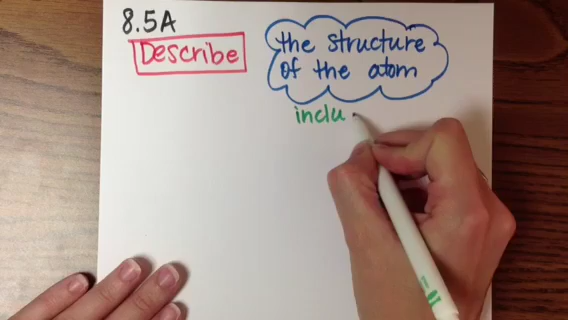 8.5A
Describe
the structure
of the atom
inclu